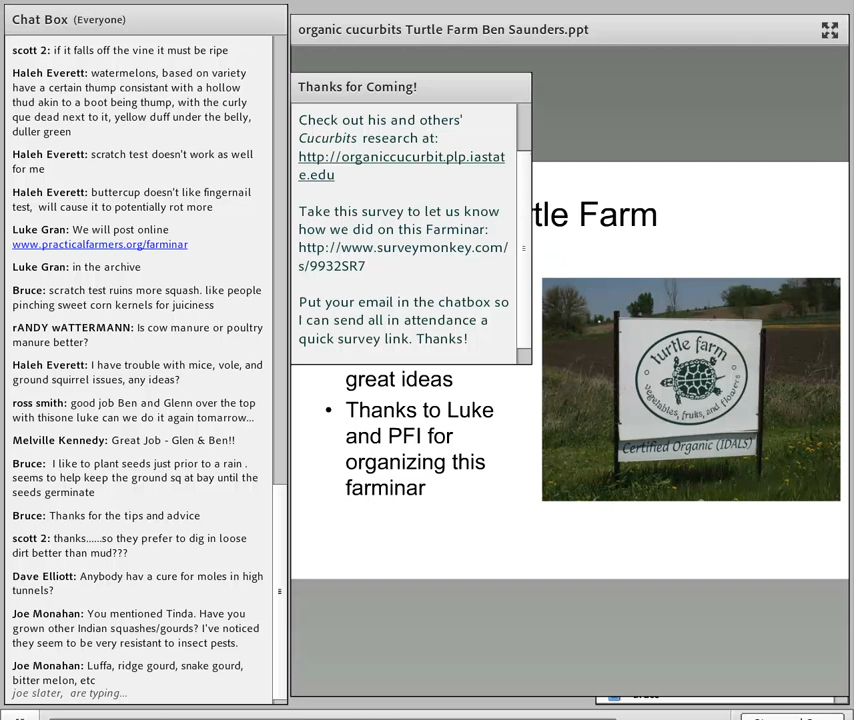 Chat Box (Everyone)
scott 2: if it falls off the vine it must be ripe
Haleh Everett: watermelons, based on variety
have a certain thump consistant with a hollow
thud akin to a boot being thump, with the curly
que dead next to it, yellow duff under the belly,
duller green
Haleh Everett: scratch test doesn't work as well
for me
Haleh Everett: buttercup doesn't like fingernail
test, will cause it to potentially rot more
Luke Gran: We will post online
www.practicalfarmers.org/farminar
Luke Gran: in the archive
Bruce: scratch test ruins more squash. like people
pinching sweet corn kernels for juiciness
rANDY wATTERMANN: Is cow manure or poultry
manure better?
Haleh Everett: I have trouble with mice, vole, and
ground squirrel issues, any ideas?
ross smith: good job Ben and Glenn over the top
with thisone luke can we do it again tomarrow...
Melville Kennedy: Great Job - Glen & Ben!!
Bruce: I like to plant seeds just prior to a rain .
seems to help keep the ground sq at bay until the
seeds germinate
Bruce: Thanks for the tips and advice
scott 2: thanks......so they prefer to dig in loose
dirt better than mud???
Dave Elliott: Anybody hav a cure for moles in high
tunnels?
Joe Monahan: You mentioned Tinda. Have you
grown other Indian squashes/gourds? I've noticed
they seem to be very resistant to insect pests.
Joe Monahan: Luffa, ridge gourd, snake gourd,
bitter melon, etc
joe slater, are typing...
organic cucurbits Turtle Farm Ben Saunders.ppt
Thanks for Coming!
Check out his and others'
Cucurbits research at:
http://organiccucurbit.plp.iastat
e.edu
Take this survey to let us know
how we did on this Farminar:
http://www.surveymonkey.com/
s/9932SR7
Put your email in the chatbox so
I can send all in attendance a
quick survey link. Thanks!
tle Farm
great ideas
• Thanks to Luke
and PFI for
organizing this
farminar
turtle farm
vegetables, fruits, and flowers
Certified Organic (IDALS)